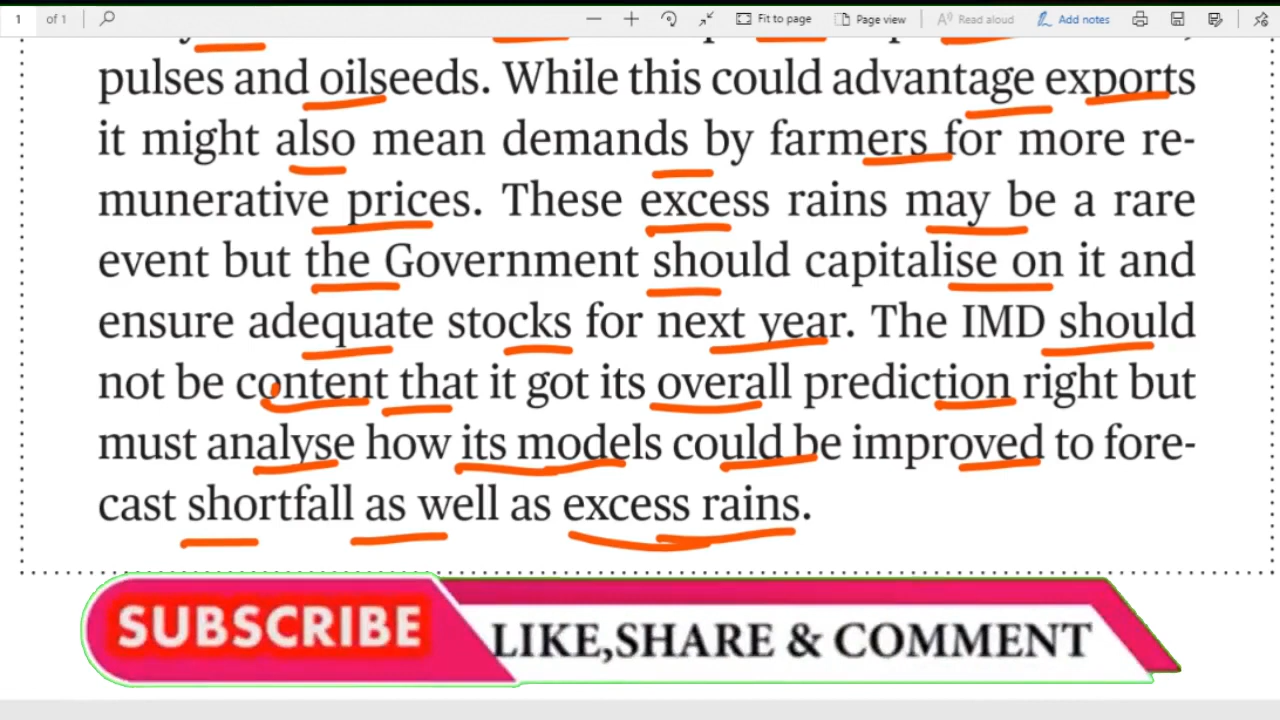 1 of 1 Fit to page Page view Read aloud Add notes
pulses and oilseeds. While this could advantage exports
it might also mean demands by farmers for more re-
munerative prices. These excess rains may be a rare
event but the Government should capitalise on it and
ensure adequate stocks for next year. The IMD should
not be content that it got its overall prediction right but
must analyse how its models could be improved to fore-
cast shortfall as well as excess rains.
SUBSCRIBE
LIKE,SHARE & COMMENT